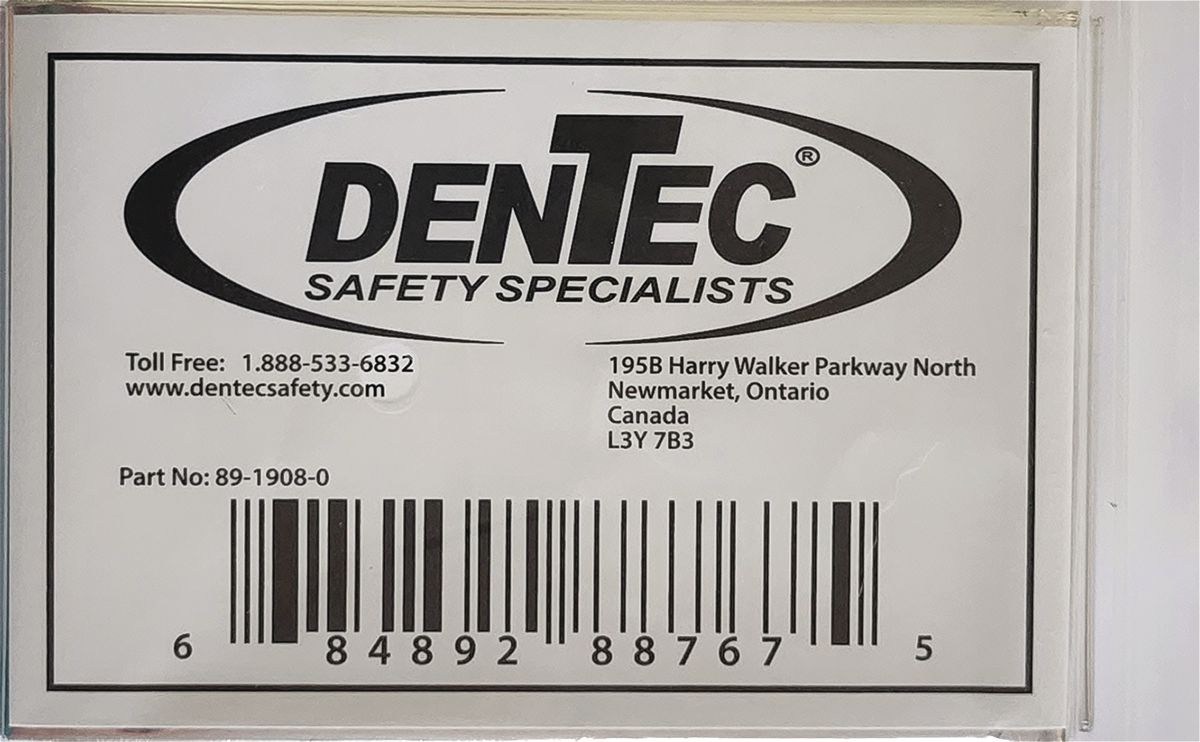 DENTEC®
SAFETY SPECIALISTS
Toll Free: 1.888-533-6832
www.dentecsafety.com
195B Harry Walker Parkway North
Newmarket, Ontario
Canada
L3Y 7B3
Part No: 89-1908-0
6 84892 88767 5